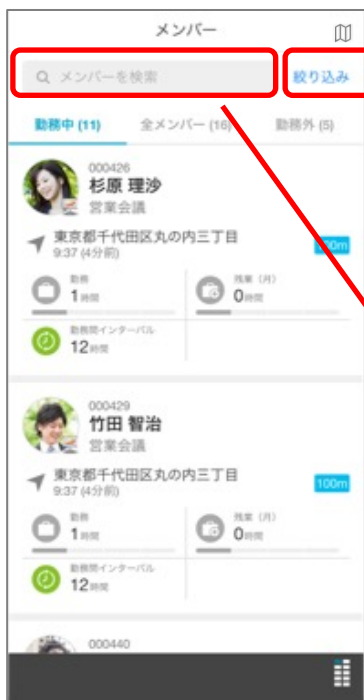 メンバー
メンバーを検索
絞り込み
勤務中 (11) 全メンバー (16) 勤務外 (5)
000426
杉原 理沙
営業会議
東京都千代田区丸の内三丁目
9:37 (4分前)
100m
勤務
1時間
残業 (月)
0時間
勤務間インターバル
12時間
000429
竹田 智治
営業会議
東京都千代田区丸の内三丁目
9:37 (4分前)
100m
勤務
1時間
残業 (月)
0時間
勤務間インターバル
12時間
000440